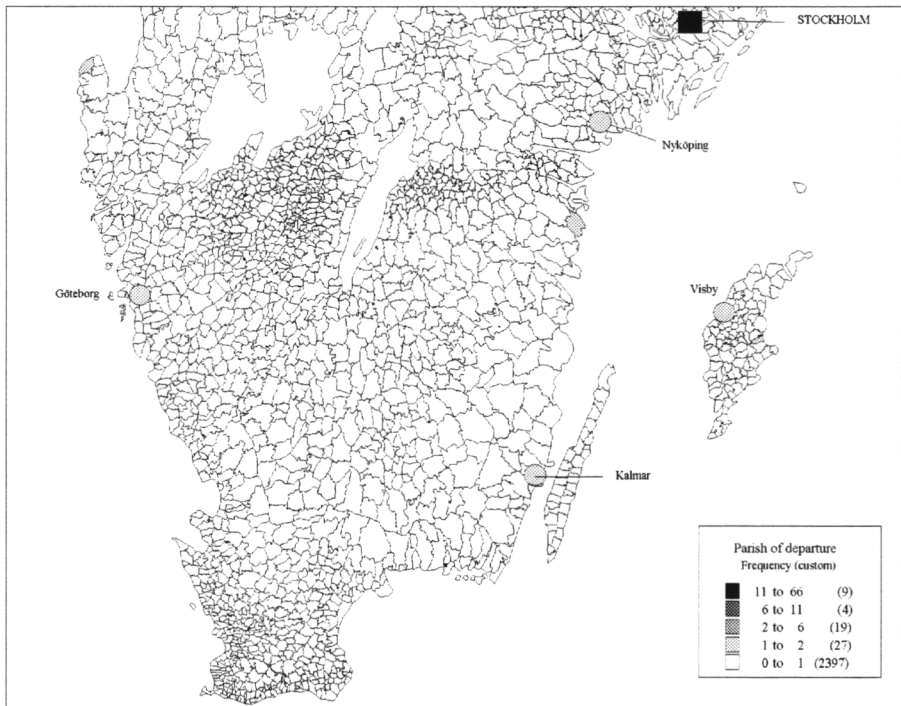 STOCKHOLM
Nyköping
Göteborg
Visby
Kalmar
Parish of departure
Frequency (custom)
11 to 66 (9)
6 to 11 (4)
2 to 6 (19)
1 to 2 (27)
0 to 1 (2397)